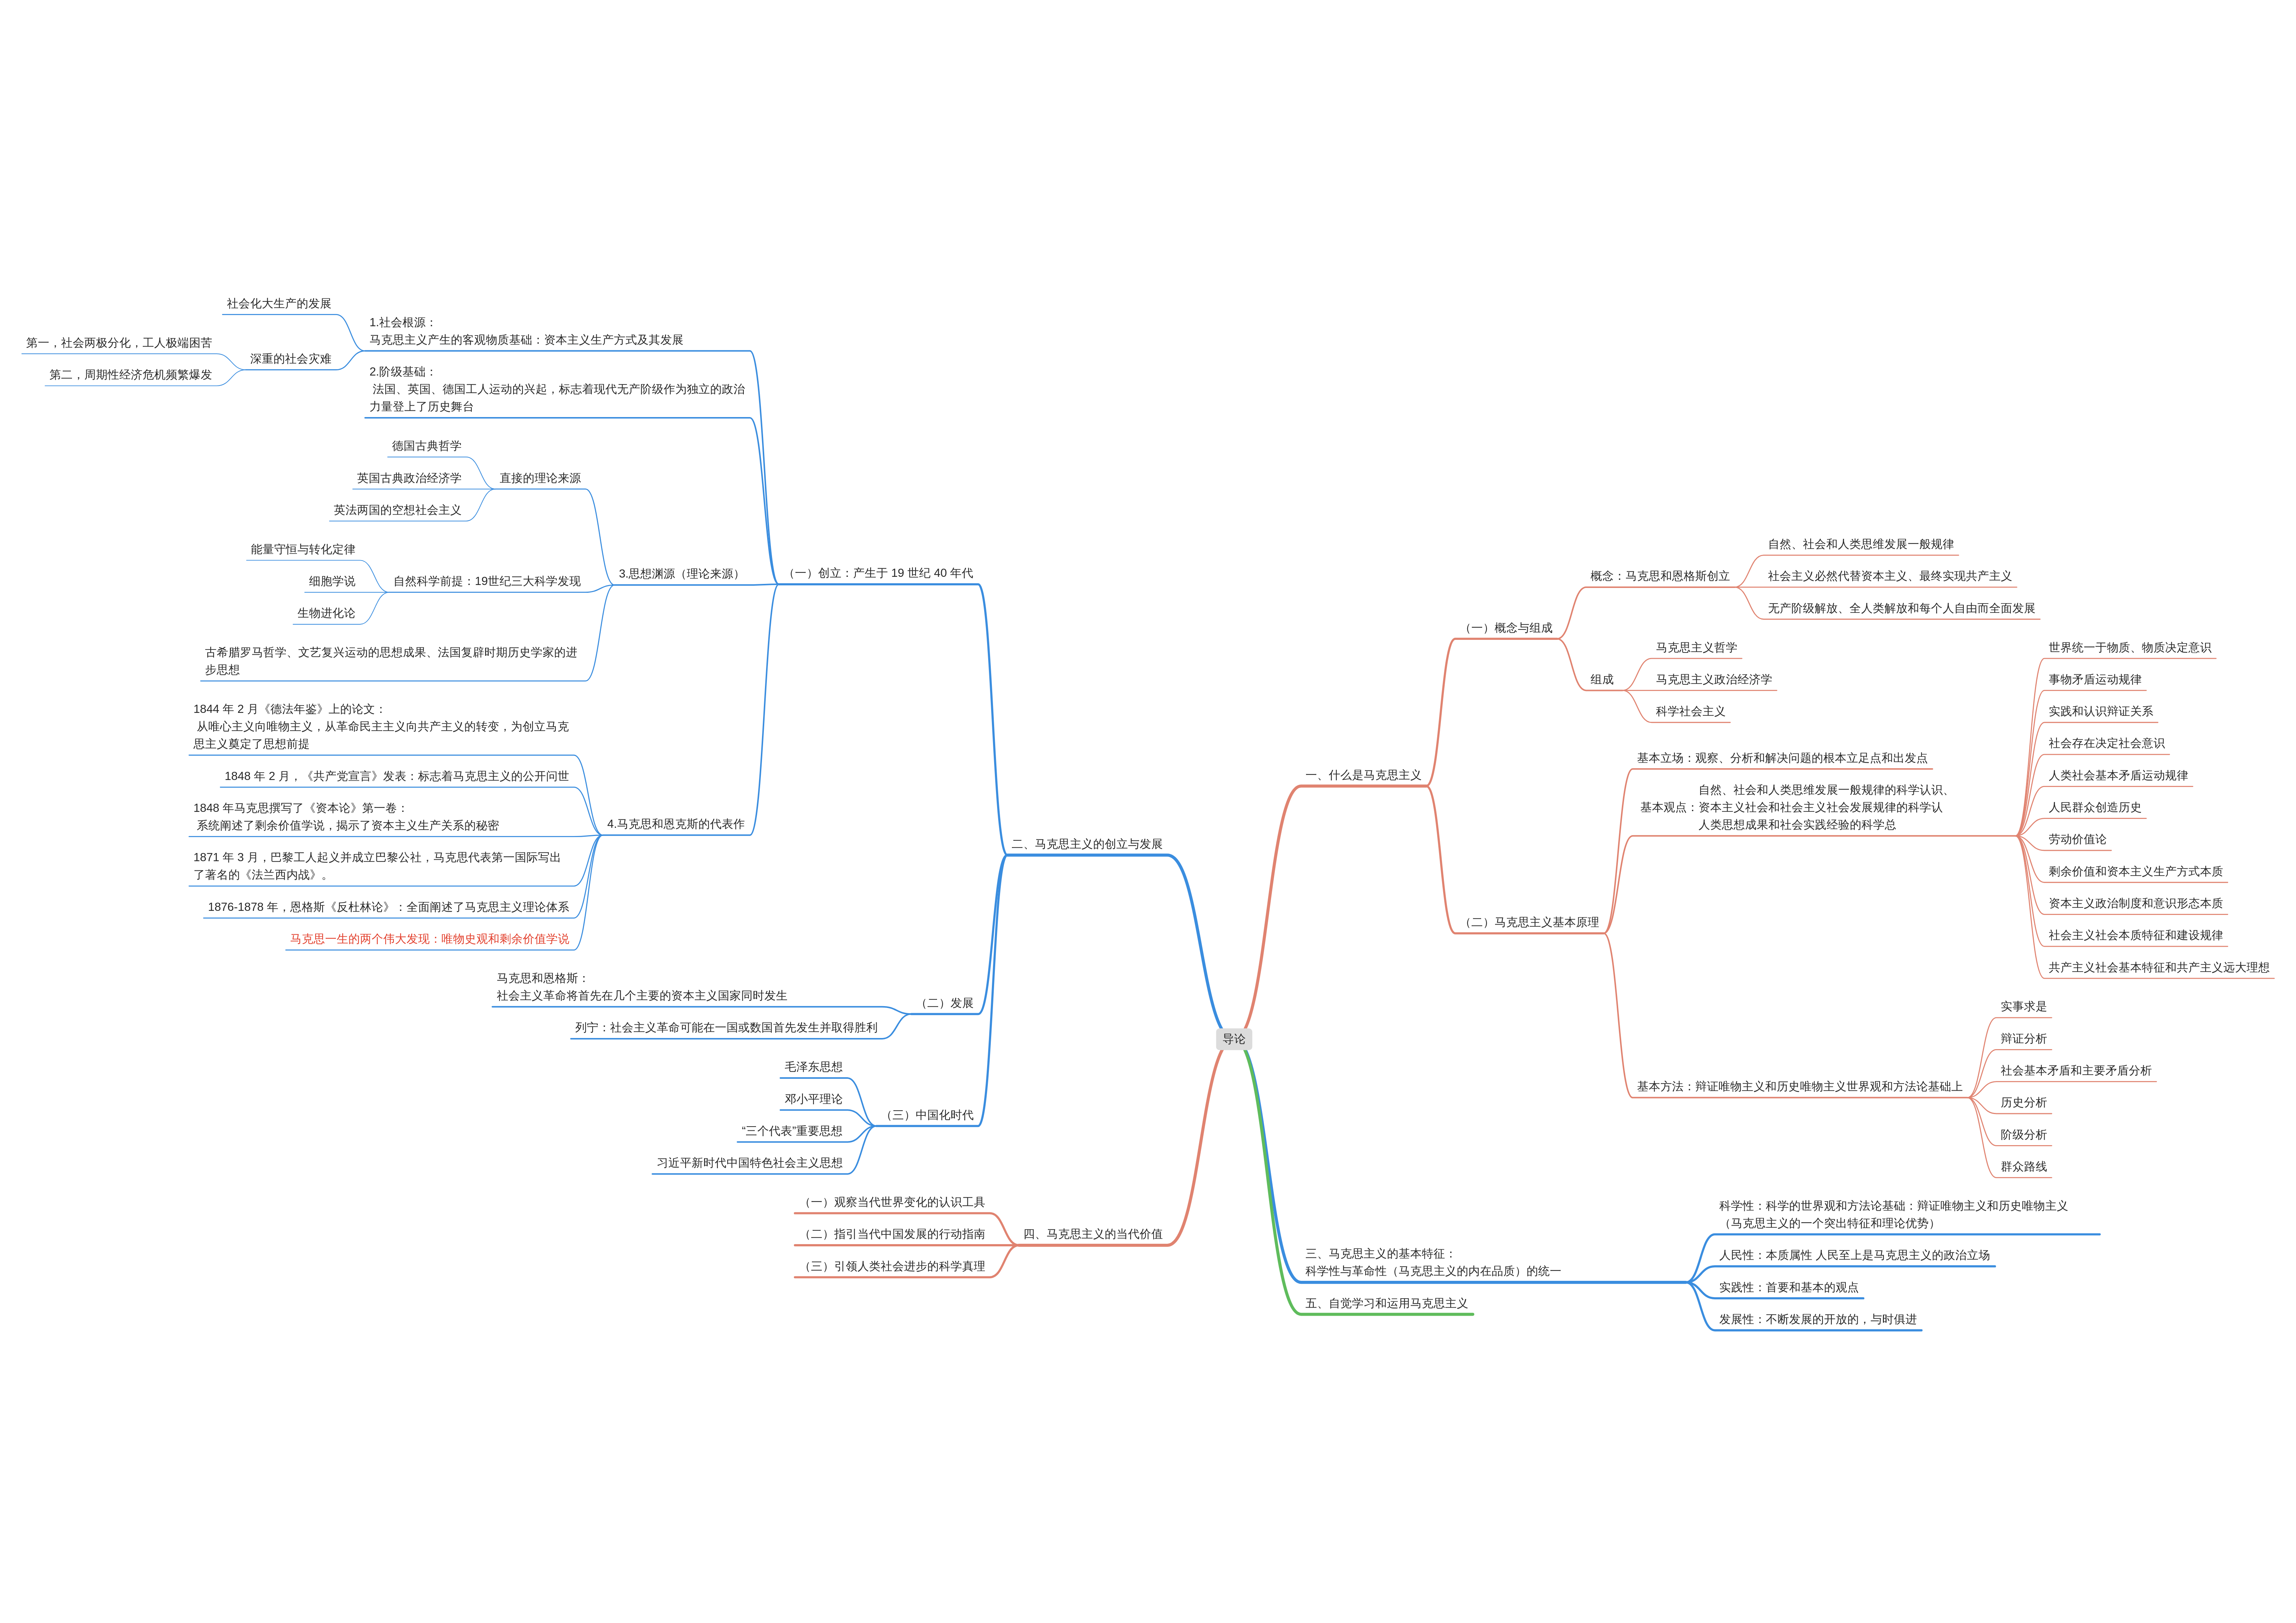 导论
一、什么是马克思主义
（一）概念与组成
概念：马克思和恩格斯创立
自然、社会和人类思维发展一般规律
社会主义必然代替资本主义、最终实现共产主义
无产阶级解放、全人类解放和每个人自由而全面发展
组成
马克思主义哲学
马克思主义政治经济学
科学社会主义
（二）马克思主义基本原理
基本立场：观察、分析和解决问题的根本立足点和出发点
自然、社会和人类思维发展一般规律的科学认识、
基本观点：资本主义社会和社会主义社会发展规律的科学认
人类思想成果和社会实践经验的科学总
世界统一于物质、物质决定意识
事物矛盾运动规律
实践和认识辩证关系
社会存在决定社会意识
人类社会基本矛盾运动规律
人民群众创造历史
劳动价值论
剩余价值和资本主义生产方式本质
资本主义政治制度和意识形态本质
社会主义社会本质特征和建设规律
共产主义社会基本特征和共产主义远大理想
基本方法：辩证唯物主义和历史唯物主义世界观和方法论基础上
实事求是
辩证分析
社会基本矛盾和主要矛盾分析
历史分析
阶级分析
群众路线
二、马克思主义的创立与发展
（一）创立：产生于 19 世纪 40 年代
1.社会根源：
马克思主义产生的客观物质基础：资本主义生产方式及其发展
社会化大生产的发展
深重的社会灾难
第一，社会两极分化，工人极端困苦
第二，周期性经济危机频繁爆发
2.阶级基础：
法国、英国、德国工人运动的兴起，标志着现代无产阶级作为独立的政治
力量登上了历史舞台
3.思想渊源（理论来源）
直接的理论来源
德国古典哲学
英国古典政治经济学
英法两国的空想社会主义
自然科学前提：19世纪三大科学发现
能量守恒与转化定律
细胞学说
生物进化论
古希腊罗马哲学、文艺复兴运动的思想成果、法国复辟时期历史学家的进
步思想
4.马克思和恩克斯的代表作
1844 年 2 月《德法年鉴》上的论文：
从唯心主义向唯物主义，从革命民主主义向共产主义的转变，为创立马克
思主义奠定了思想前提
1848 年 2 月，《共产党宣言》发表：标志着马克思主义的公开问世
1848 年马克思撰写了《资本论》第一卷：
系统阐述了剩余价值学说，揭示了资本主义生产关系的秘密
1871 年 3 月，巴黎工人起义并成立巴黎公社，马克思代表第一国际写出
了著名的《法兰西内战》。
1876-1878 年，恩格斯《反杜林论》：全面阐述了马克思主义理论体系
马克思一生的两个伟大发现：唯物史观和剩余价值学说
（二）发展
马克思和恩格斯：
社会主义革命将首先在几个主要的资本主义国家同时发生
列宁：社会主义革命可能在一国或数国首先发生并取得胜利
（三）中国化时代
毛泽东思想
邓小平理论
“三个代表”重要思想
习近平新时代中国特色社会主义思想
三、马克思主义的基本特征：
科学性与革命性（马克思主义的内在品质）的统一
科学性：科学的世界观和方法论基础：辩证唯物主义和历史唯物主义
（马克思主义的一个突出特征和理论优势）
人民性：本质属性 人民至上是马克思主义的政治立场
实践性：首要和基本的观点
发展性：不断发展的开放的，与时俱进
四、马克思主义的当代价值
（一）观察当代世界变化的认识工具
（二）指引当代中国发展的行动指南
（三）引领人类社会进步的科学真理
五、自觉学习和运用马克思主义